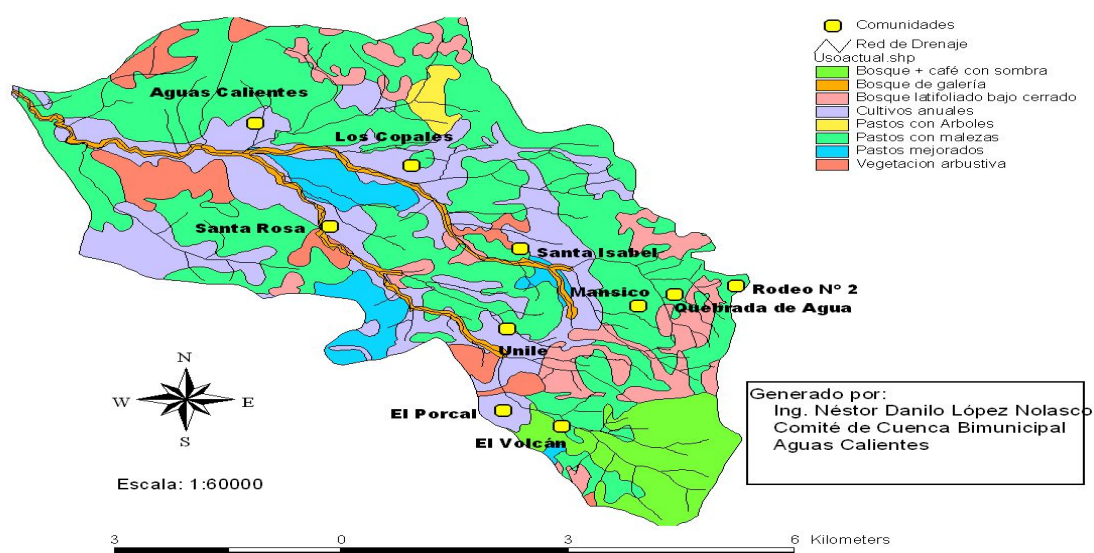 Comunidades
Red de Drenaje
Usoactual.shp
Bosque + café con sombra
Bosque de galería
Bosque latifoliado bajo cerrado
Cultivos anuales
Pastos con Arboles
Pastos con malezas
Pastos mejorados
Vegetacion arbustiva
Aguas Calientes
Los Copales
Santa Rosa
Santa Isabel
Mansico
Rodeo N° 2
Quebrada de Agua
Unile
El Porcal
El Volcán
N
W E
S
Generado por:
Ing. Néstor Danilo López Nolasco
Comité de Cuenca Bimunicipal
Aguas Calientes
Escala: 1:60000
3 0 3 6 Kilometers